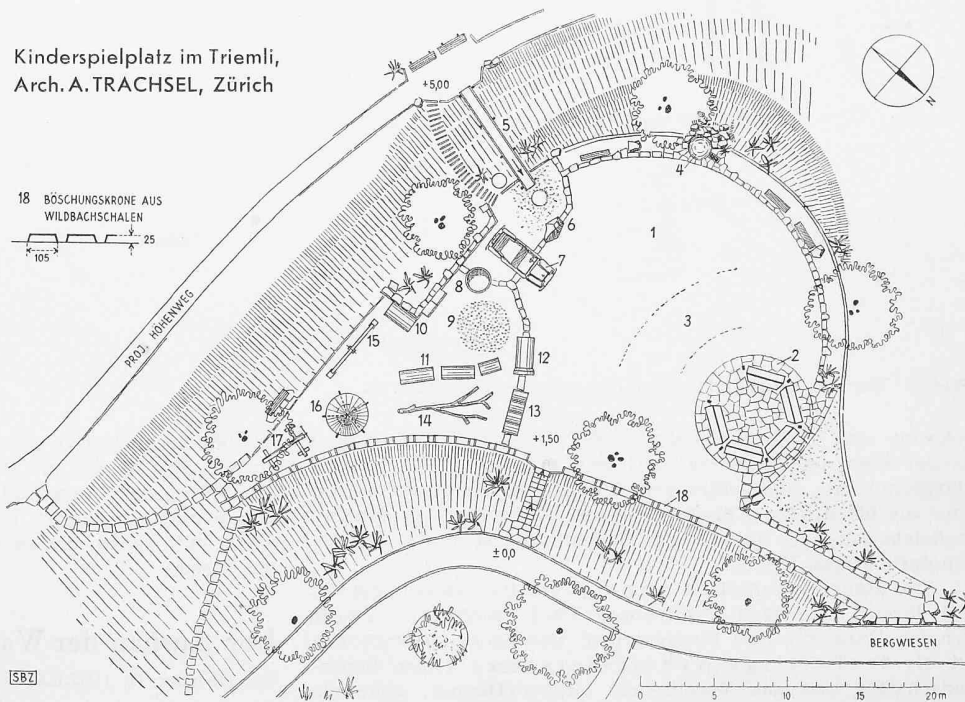 Kinderspielplatz im Triemli,
Arch. A. TRACHSEL, Zürich
+5,00
N
5
18 BÖSCHUNGSKRONE AUS
WILDBACHSCHALEN
25
105
4
6
1
7
8
PROJ. HÖHENWEG
9
10
3
15
12
11
2
16
14
13
17
+1,50
18
±0,0
BERGWIESEN
SBZ
0 5 10 15 20m